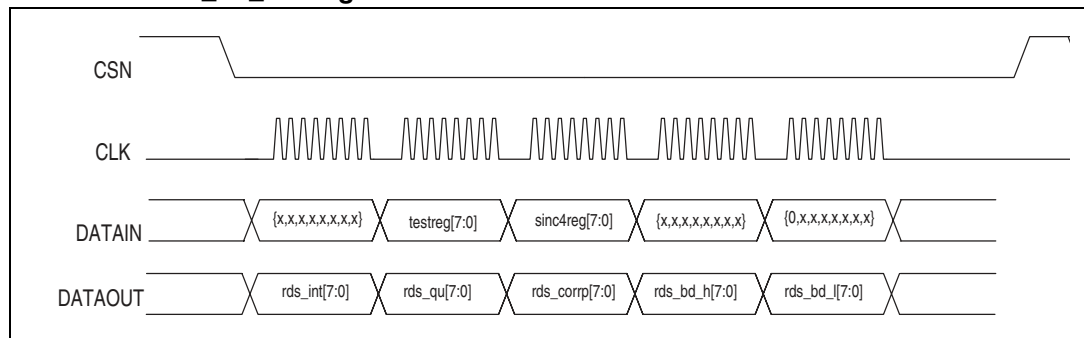 CSN
CLK
DATAIN {x,x,x,x,x,x,x,x} testreg[7:0] sinc4reg[7:0] {x,x,x,x,x,x,x,x} {0,x,x,x,x,x,x,x}
DATAOUT rds_int[7:0] rds_qu[7:0] rds_corrp[7:0] rds_bd_h[7:0] rds_bd_l[7:0]